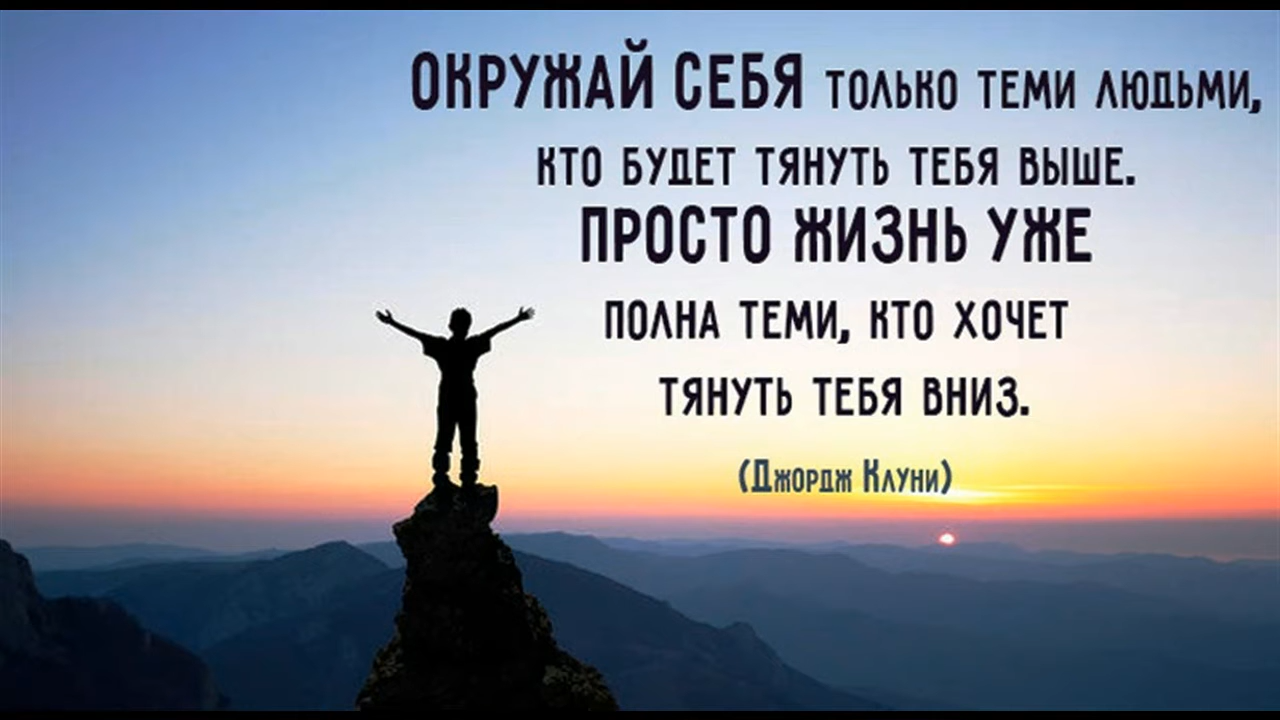 ОКРУЖАЙ СЕБЯ ТОЛЬКО ТЕМИ ЛЮДЬМИ,
КТО БУДЕТ ТЯНУТЬ ТЕБЯ ВЫШЕ.
ПРОСТО ЖИЗНЬ УЖЕ
ПОЛНА ТЕМИ, КТО ХОЧЕТ
ТЯНУТЬ ТЕБЯ ВНИЗ.
(ДЖОРДЖ КЛУНИ)